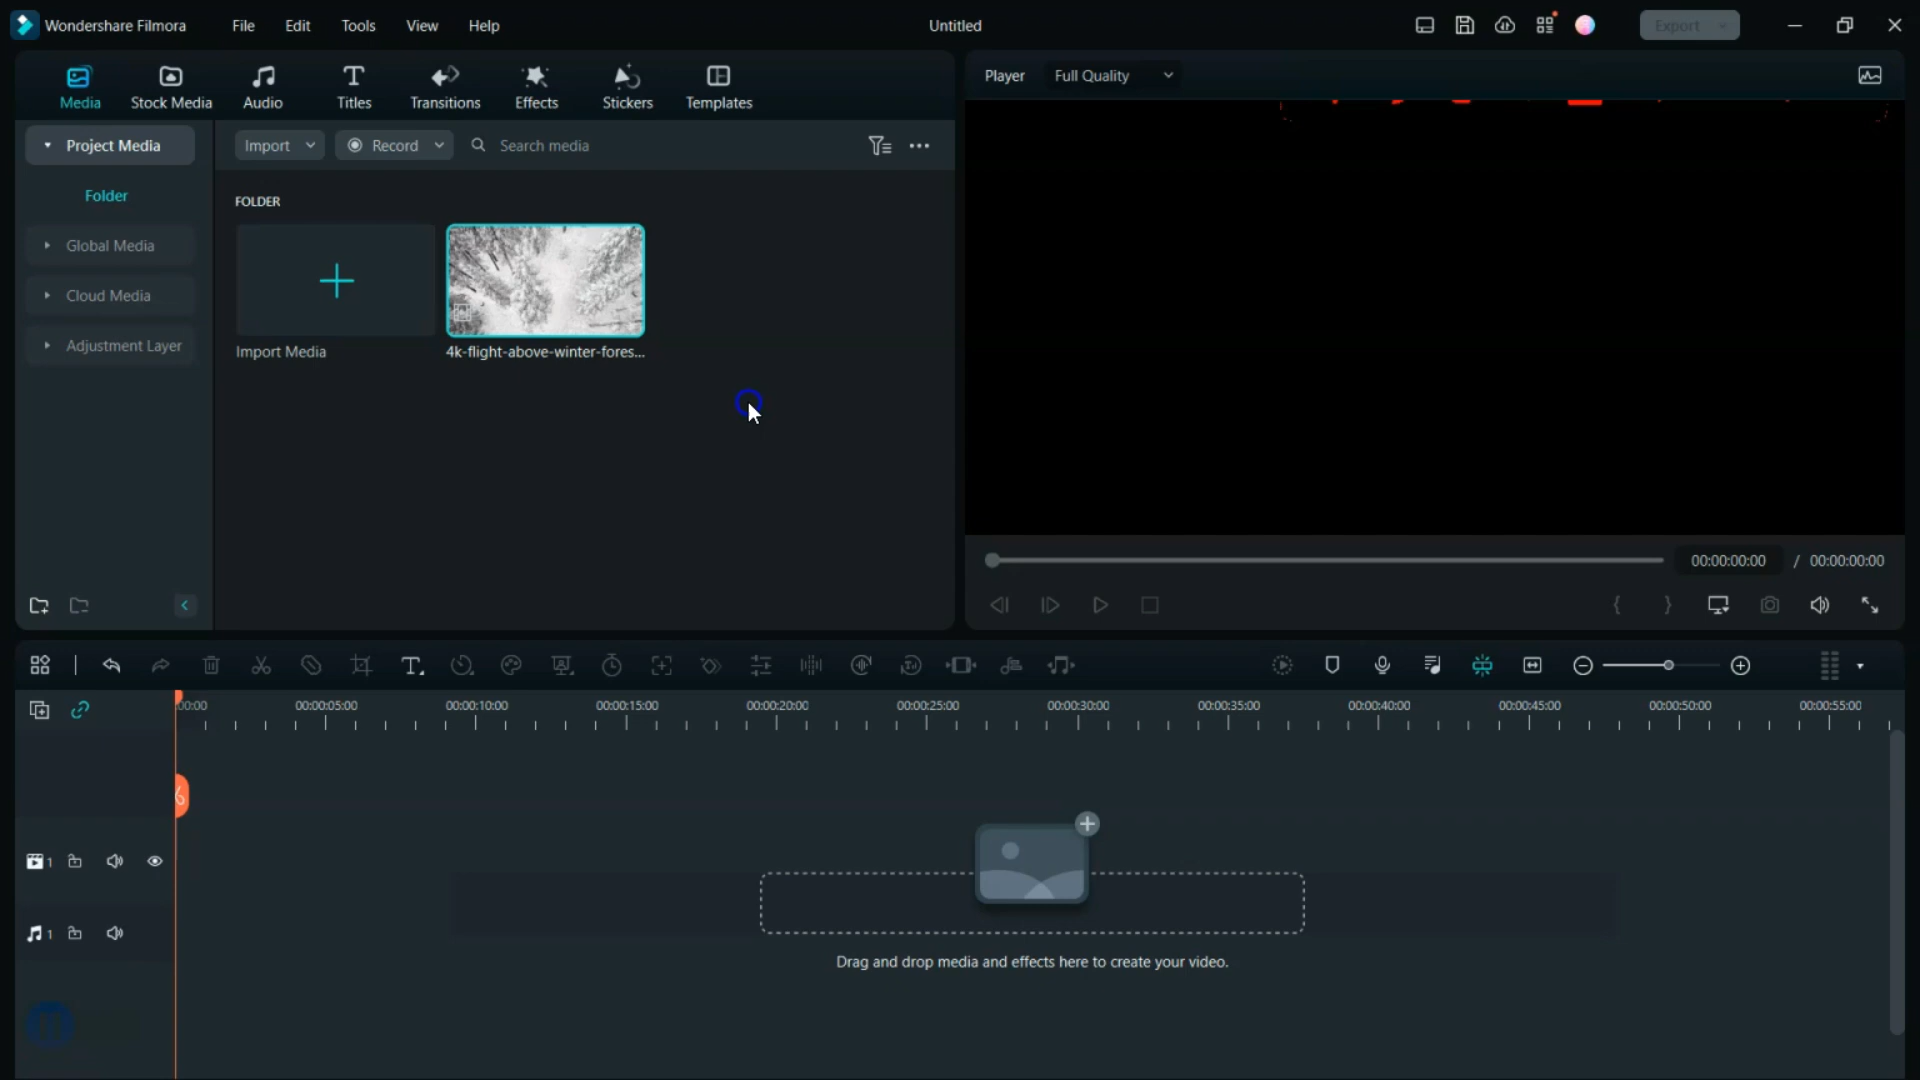 Wondershare Filmora File Edit Tools View Help Untitled Export
Media Stock Media Audio Titles Transitions Effects Stickers Templates
Player Full Quality
Project Media Import Record Search media
Folder
FOLDER
Global Media
Cloud Media
Adjustment Layer
Import Media 4k-flight-above-winter-fores...
00:00:00:00 / 00:00:00:00
{ }
:00:00 00:00:05:00 00:00:10:00 00:00:15:00 00:00:20:00 00:00:25:00 00:00:30:00 00:00:35:00 00:00:40:00 00:00:45:00 00:00:50:00 00:00:55:00
1
1
Drag and drop media and effects here to create your video.